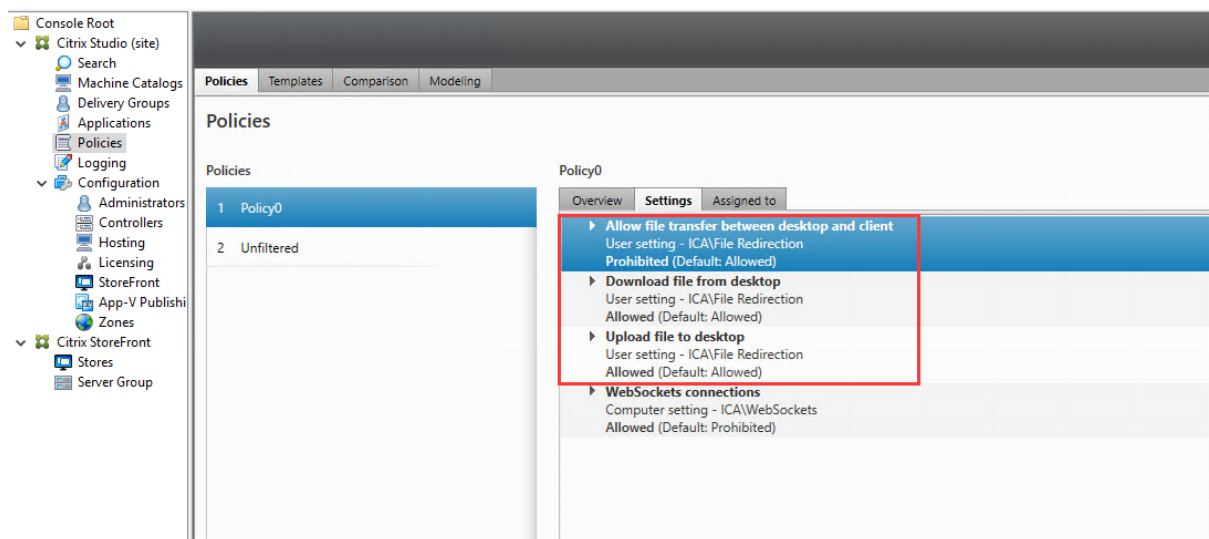 Console Root
Citrix Studio (site)
Search
Machine Catalogs
Delivery Groups
Applications
Policies
Logging
Configuration
Administrators
Controllers
Hosting
Licensing
StoreFront
App-V Publishi
Zones
Citrix StoreFront
Stores
Server Group
Policies Templates Comparison Modeling
Policies
Policies
1 Policy0
2 Unfiltered
Policy0
Overview Settings Assigned to
Allow file transfer between desktop and client
User setting - ICA\File Redirection
Prohibited (Default: Allowed)
Download file from desktop
User setting - ICA\File Redirection
Allowed (Default: Allowed)
Upload file to desktop
User setting - ICA\File Redirection
Allowed (Default: Allowed)
WebSockets connections
Computer setting - ICA\WebSockets
Allowed (Default: Prohibited)